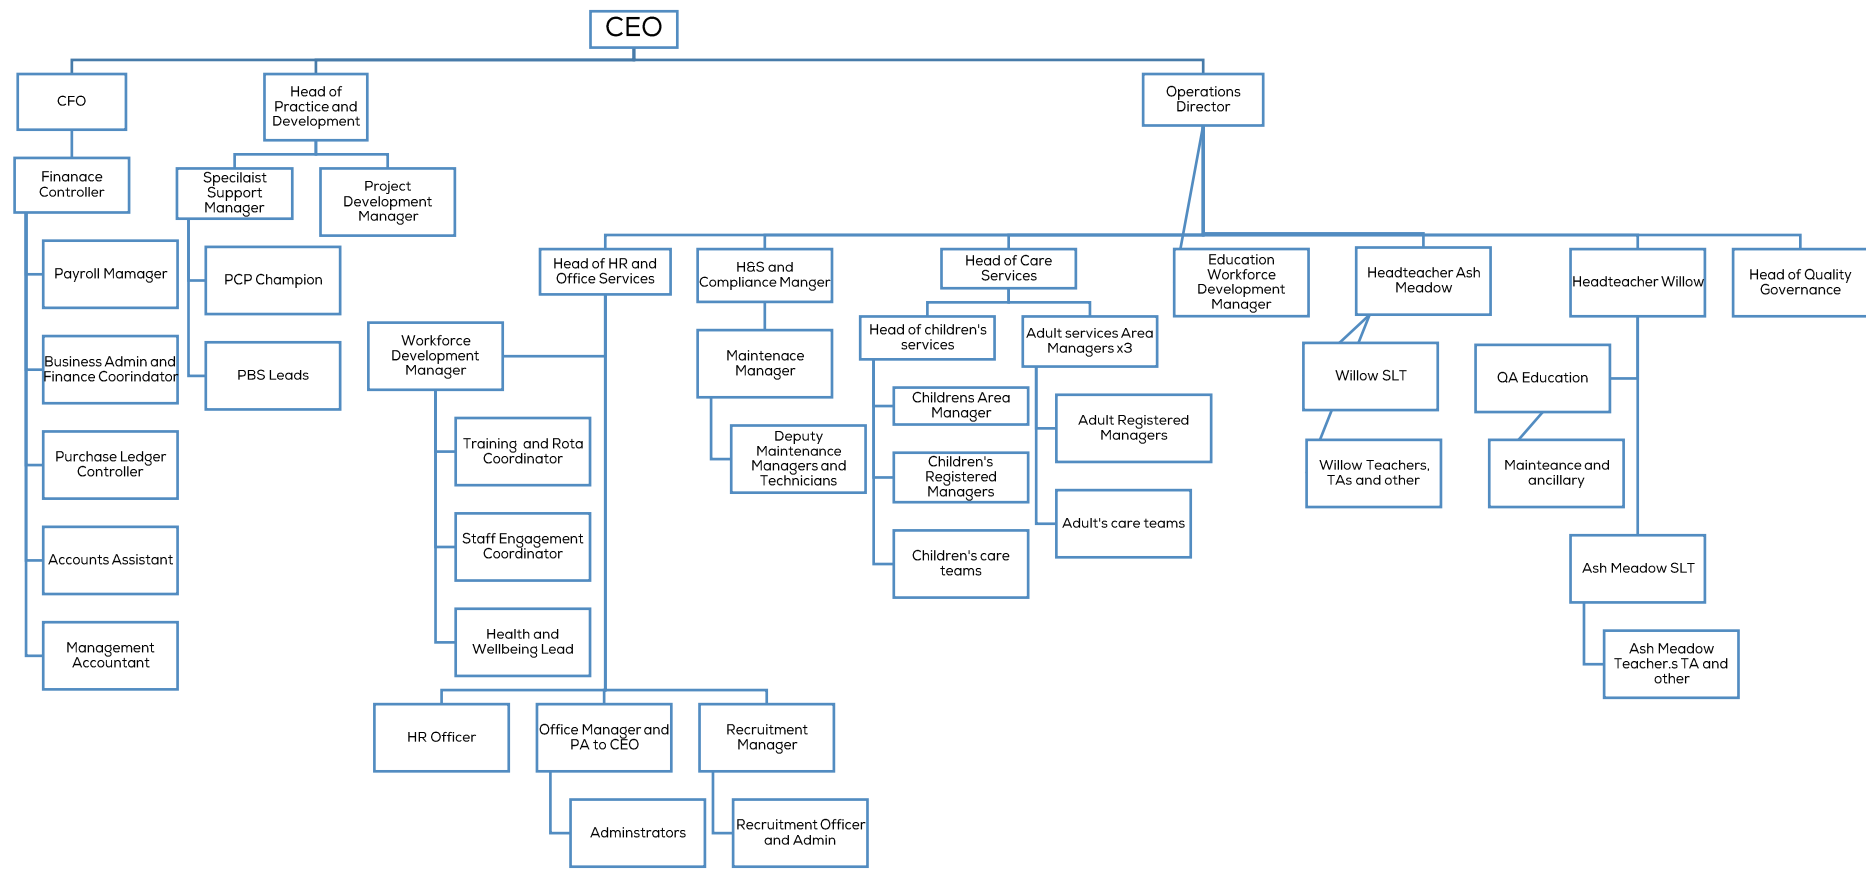 CEO
CFO
Head of
Practice and
Development
Operations
Director
Finanace
Controller
Specilaist
Support
Manager
Project
Development
Manager
Payroll Mamager
Business Admin and
Finance Coorindator
Purchase Ledger
Controller
Accounts Assistant
Management
Accountant
PCP Champion
PBS Leads
Head of HR and
Office Services
Workforce
Development
Manager
Training and Rota
Coordinator
Staff Engagement
Coordinator
Health and
Wellbeing Lead
HR Officer
Office Manager and
PA to CEO
Recruitment
Manager
Adminstrators
Recruitment Officer
and Admin
H&S and
Compliance Manger
Maintenace
Manager
Deputy
Maintenance
Managers and
Technicians
Head of Care
Services
Head of children's
services
Adult services Area
Managers x3
Childrens Area
Manager
Children's
Registered
Managers
Children's care
teams
Adult Registered
Managers
Adult's care teams
Education
Workforce
Development
Manager
Headteacher Ash
Meadow
Willow SLT
Willow Teachers,
TAs and other
Headteacher Willow
QA Education
Mainteance and
ancillary
Ash Meadow SLT
Ash Meadow
Teacher.s TA and
other
Head of Quality
Governance